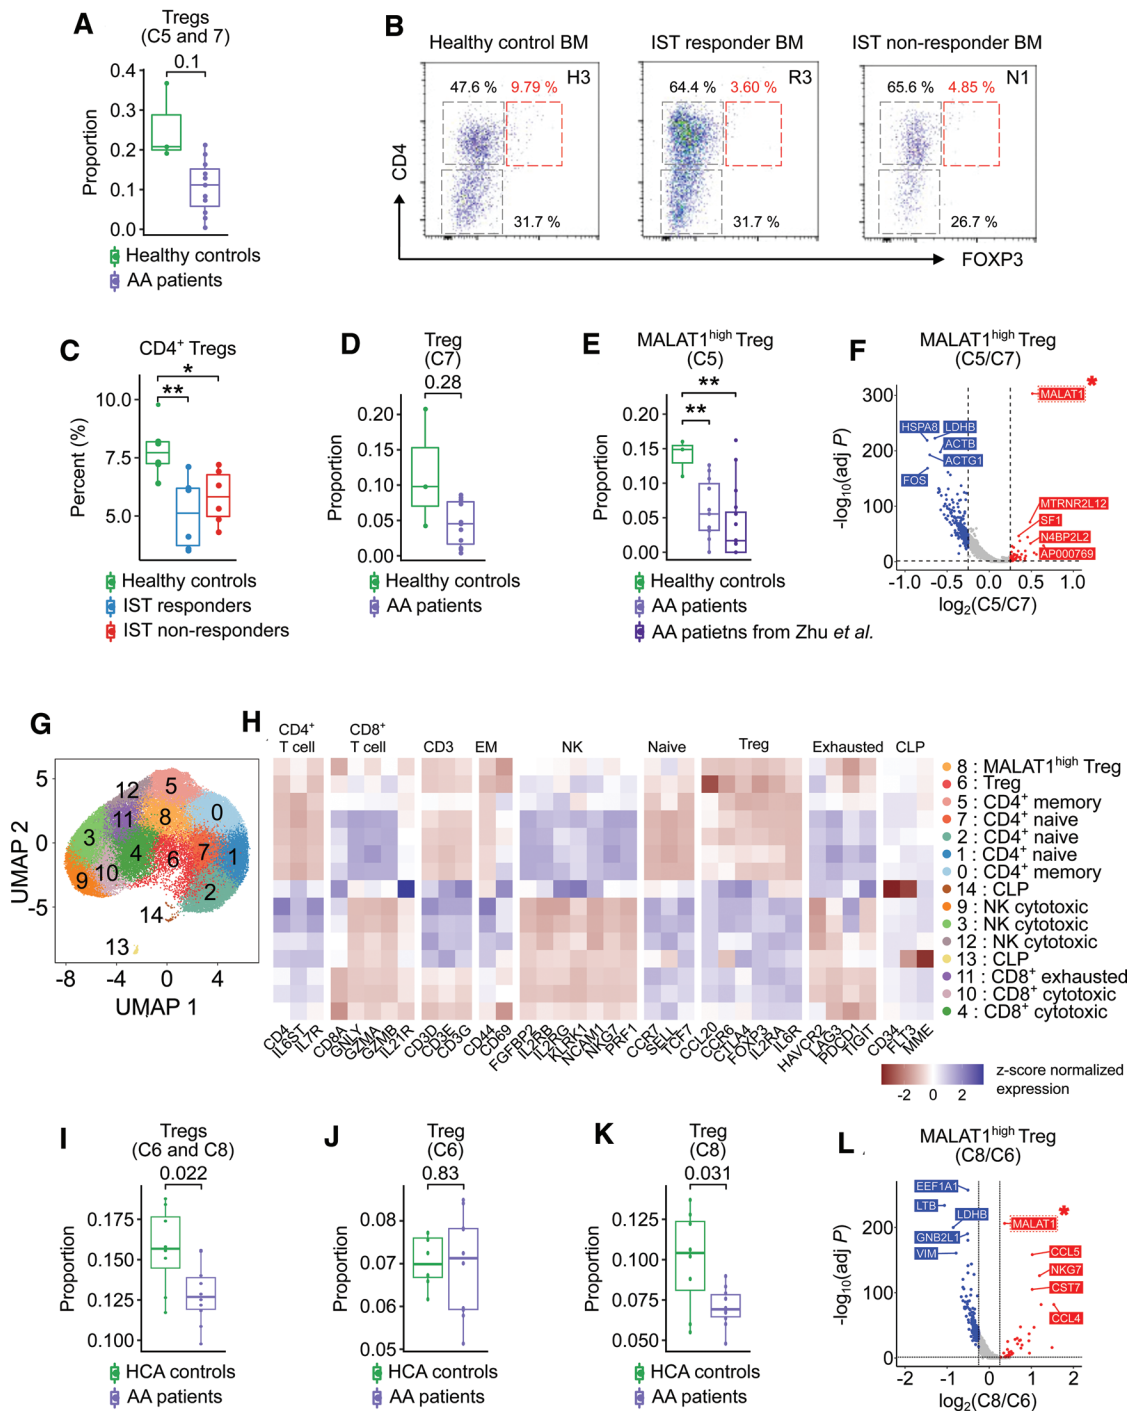 A
Tregs
(C5 and 7)
0.1
0.4
0.3
0.2
0.1
0.0
Proportion
Healthy controls
AA patients
B
Healthy control BM
IST responder BM
IST non-responder BM
47.6 %
9.79 %
H3
31.7 %
64.4 %
3.60 %
R3
31.7 %
65.6 %
4.85 %
N1
26.7 %
CD4
FOXP3
C
CD4+ Tregs
*
**
10.0
7.5
5.0
Percent (%)
Healthy controls
IST responders
IST non-responders
D
Treg
(C7)
0.28
0.20
0.15
0.10
0.05
0.00
Proportion
Healthy controls
AA patients
E
MALAT1high Treg
(C5)
**
**
0.20
0.15
0.10
0.05
0.00
Proportion
Healthy controls
AA patients
AA patietns from Zhu et al.
F
MALAT1high Treg
(C5/C7)
*
300
200
100
0
-log10(adj P)
MALAT1
HSPA8
LDHB
ACTB
ACTG1
FOS
MTRNR2L12
SF1
N4BP2L2
AP000769
-1.0
-0.5
0.0
0.5
1.0
log2(C5/C7)
G
5
0
-5
UMAP 2
12
5
11
8
0
3
4
6
7
1
9
10
2
14
13
-8
-4
0
4
UMAP 1
H
CD4+
T cell
CD8+
T cell
CD3
EM
NK
Naive
Treg
Exhausted
CLP
8 : MALAT1high Treg
6 : Treg
5 : CD4+ memory
7 : CD4+ naive
2 : CD4+ naive
1 : CD4+ naive
0 : CD4+ memory
14 : CLP
9 : NK cytotoxic
3 : NK cytotoxic
12 : NK cytotoxic
13 : CLP
11 : CD8+ exhausted
10 : CD8+ cytotoxic
4 : CD8+ cytotoxic
CD4
IL6ST
IL7R
CD8A
GNLY
GZMA
GZMB
IL21R
CD3D
CD3E
CD3G
CD44
CD69
FGFBP2
IL2RB
IL2RG
KLRK1
NCAM1
NKG7
PRF1
CCR7
SELL
TCF7
CCL20
CCR6
CTLA4
FOXP3
IL2RA
IL6R
HAVCR2
LAG3
PDCD1
TIGIT
CD34
FLT3
MME
-2
0
2
z-score normalized
expression
I
Tregs
(C6 and C8)
0.022
0.175
0.150
0.125
0.100
Proportion
HCA controls
AA patients
J
Treg
(C6)
0.83
0.08
0.07
0.06
0.05
Proportion
HCA controls
AA patients
K
Treg
(C8)
0.031
0.125
0.100
0.075
0.050
Proportion
HCA controls
AA patients
L
MALAT1high Treg
(C8/C6)
*
200
100
0
-log10(adj P)
EEF1A1
LTB
LDHB
GNB2L1
VIM
MALAT1
CCL5
NKG7
CST7
CCL4
-2
-1
0
1
2
log2(C8/C6)